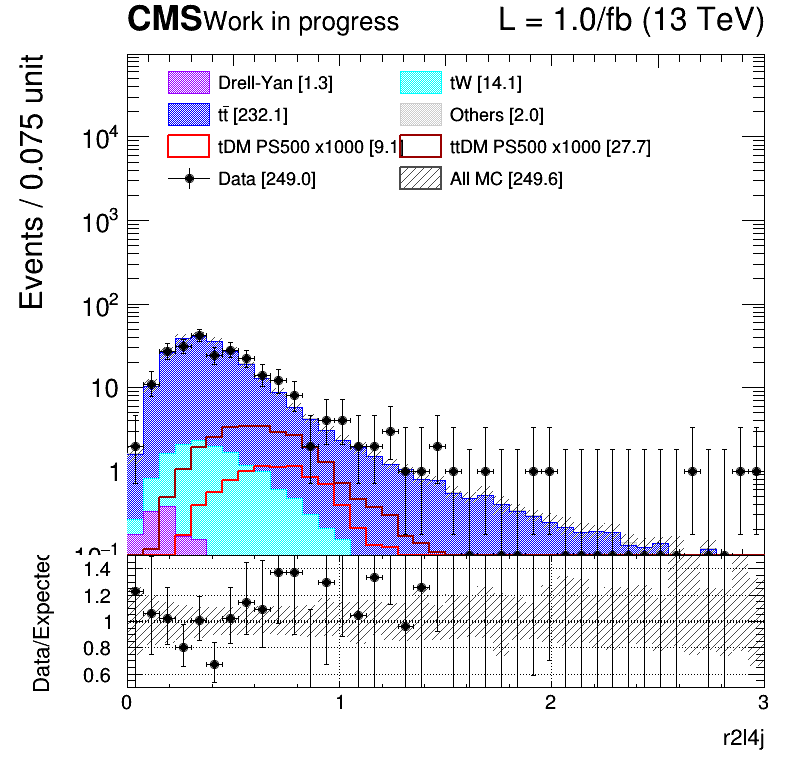 CMS Work in progress L = 1.0/fb (13 TeV)
Events / 0.075 unit
Drell-Yan [1.3] tW [14.1]
tt̄ [232.1] Others [2.0]
tDM PS500 x1000 [9.1] ttDM PS500 x1000 [27.7]
Data [249.0] All MC [249.6]
10⁴
10³
10²
10
1
10⁻¹
Data/Expected
1.4
1.2
1
0.8
0.6
0 1 2 3
r2l4j